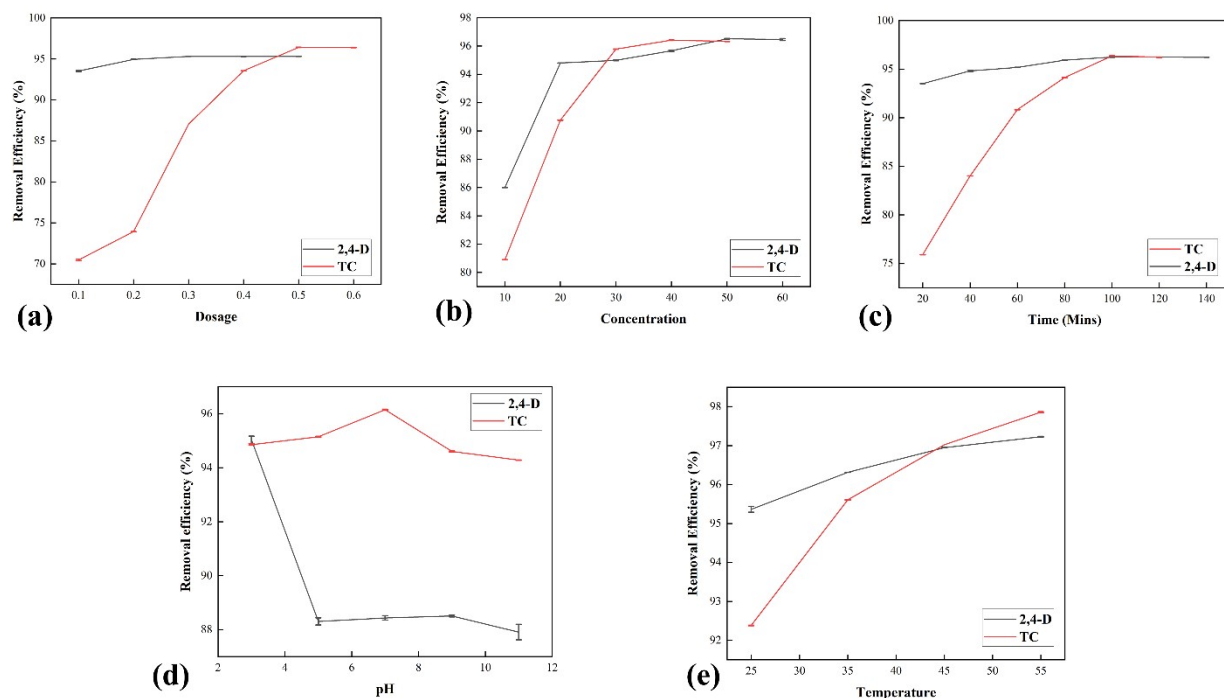 100
95
90
85
80
75
70
Removal Efficiency (%)
2,4-D
TC
0.1 0.2 0.3 0.4 0.5 0.6
Dosage
(a)
98
96
94
92
90
88
86
84
82
80
Removal Efficiency (%)
2,4-D
TC
10 20 30 40 50 60
Concentration
(b)
100
95
90
85
80
75
Removal Efficiency (%)
TC
2,4-D
20 40 60 80 100 120 140
Time (Mins)
(c)
96
94
92
90
88
Removal efficiency (%)
2,4-D
TC
2 4 6 8 10 12
pH
(d)
98
97
96
95
94
93
92
Removal Efficiency (%)
2,4-D
TC
25 30 35 40 45 50 55
Temperature
(e)